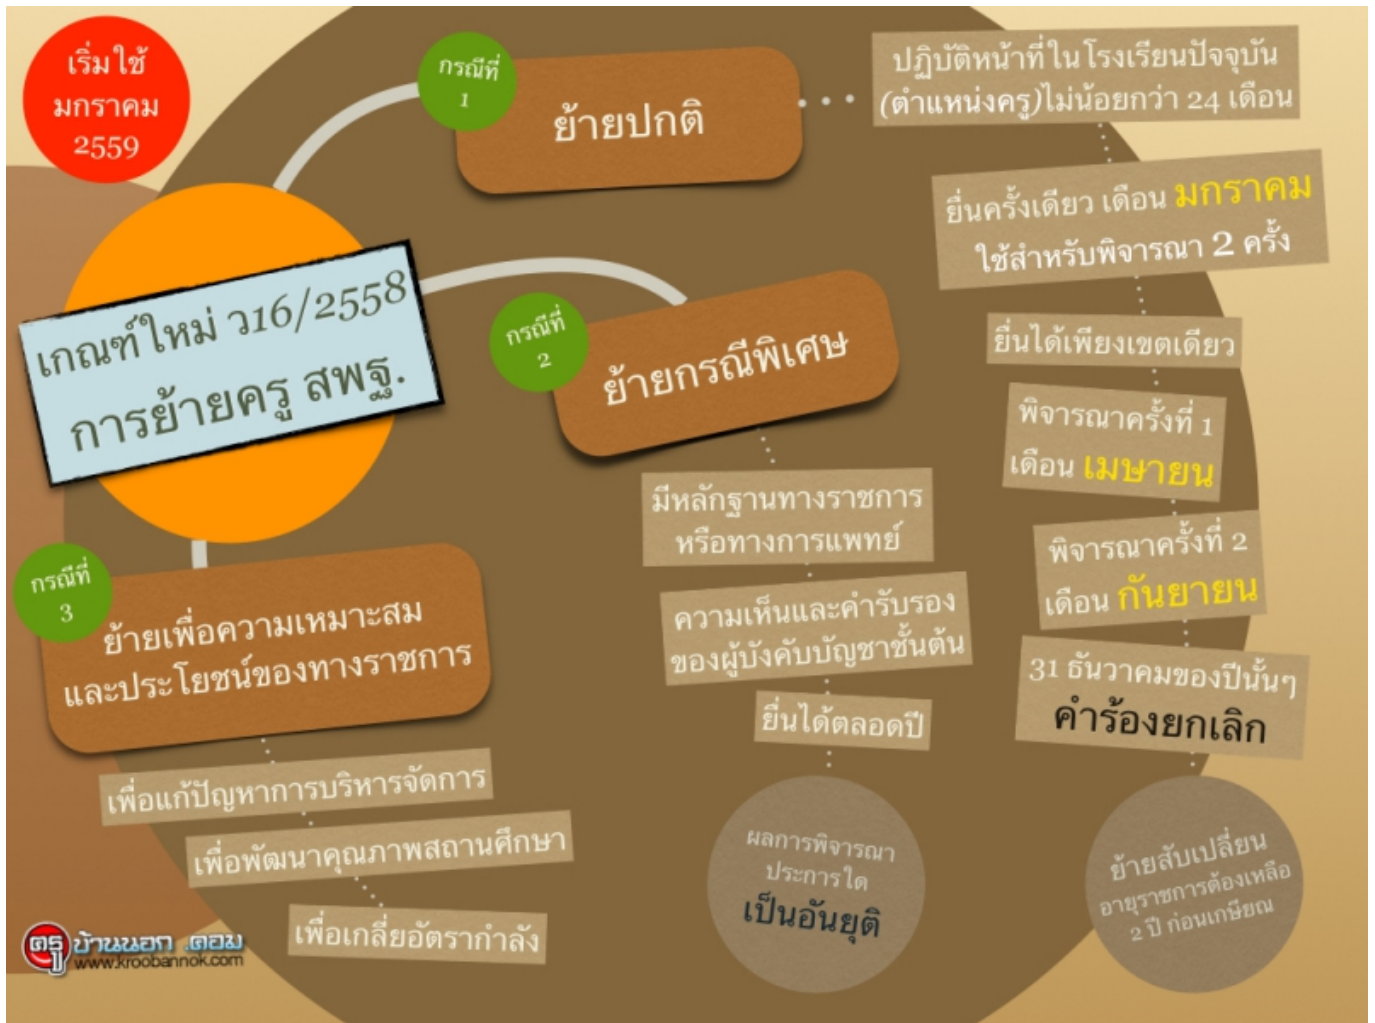 เริ่มใช้
มกราคม
2559
เกณฑ์ใหม่ ว16/2558
การย้ายครู สพฐ.
กรณีที่
1
ย้ายปกติ
ปฏิบัติหน้าที่ในโรงเรียนปัจจุบัน
(ตำแหน่งครู)ไม่น้อยกว่า 24 เดือน
ยื่นครั้งเดียว เดือน มกราคม
ใช้สำหรับพิจารณา 2 ครั้ง
ยื่นได้เพียงเขตเดียว
พิจารณาครั้งที่ 1
เดือน เมษายน
พิจารณาครั้งที่ 2
เดือน กันยายน
31 ธันวาคมของปีนั้นๆ
คำร้องยกเลิก
ย้ายสับเปลี่ยน
อายุราชการต้องเหลือ
2 ปี ก่อนเกษียณ
กรณีที่
2
ย้ายกรณีพิเศษ
มีหลักฐานทางราชการ
หรือทางการแพทย์
ความเห็นและคำรับรอง
ของผู้บังคับบัญชาชั้นต้น
ยื่นได้ตลอดปี
ผลการพิจารณา
ประการใด
เป็นอันยุติ
กรณีที่
3
ย้ายเพื่อความเหมาะสม
และประโยชน์ของทางราชการ
เพื่อแก้ปัญหาการบริหารจัดการ
เพื่อพัฒนาคุณภาพสถานศึกษา
เพื่อเกลี่ยอัตรากำลัง
ครู บ้านนอก .คอม
www.kroobannok.com